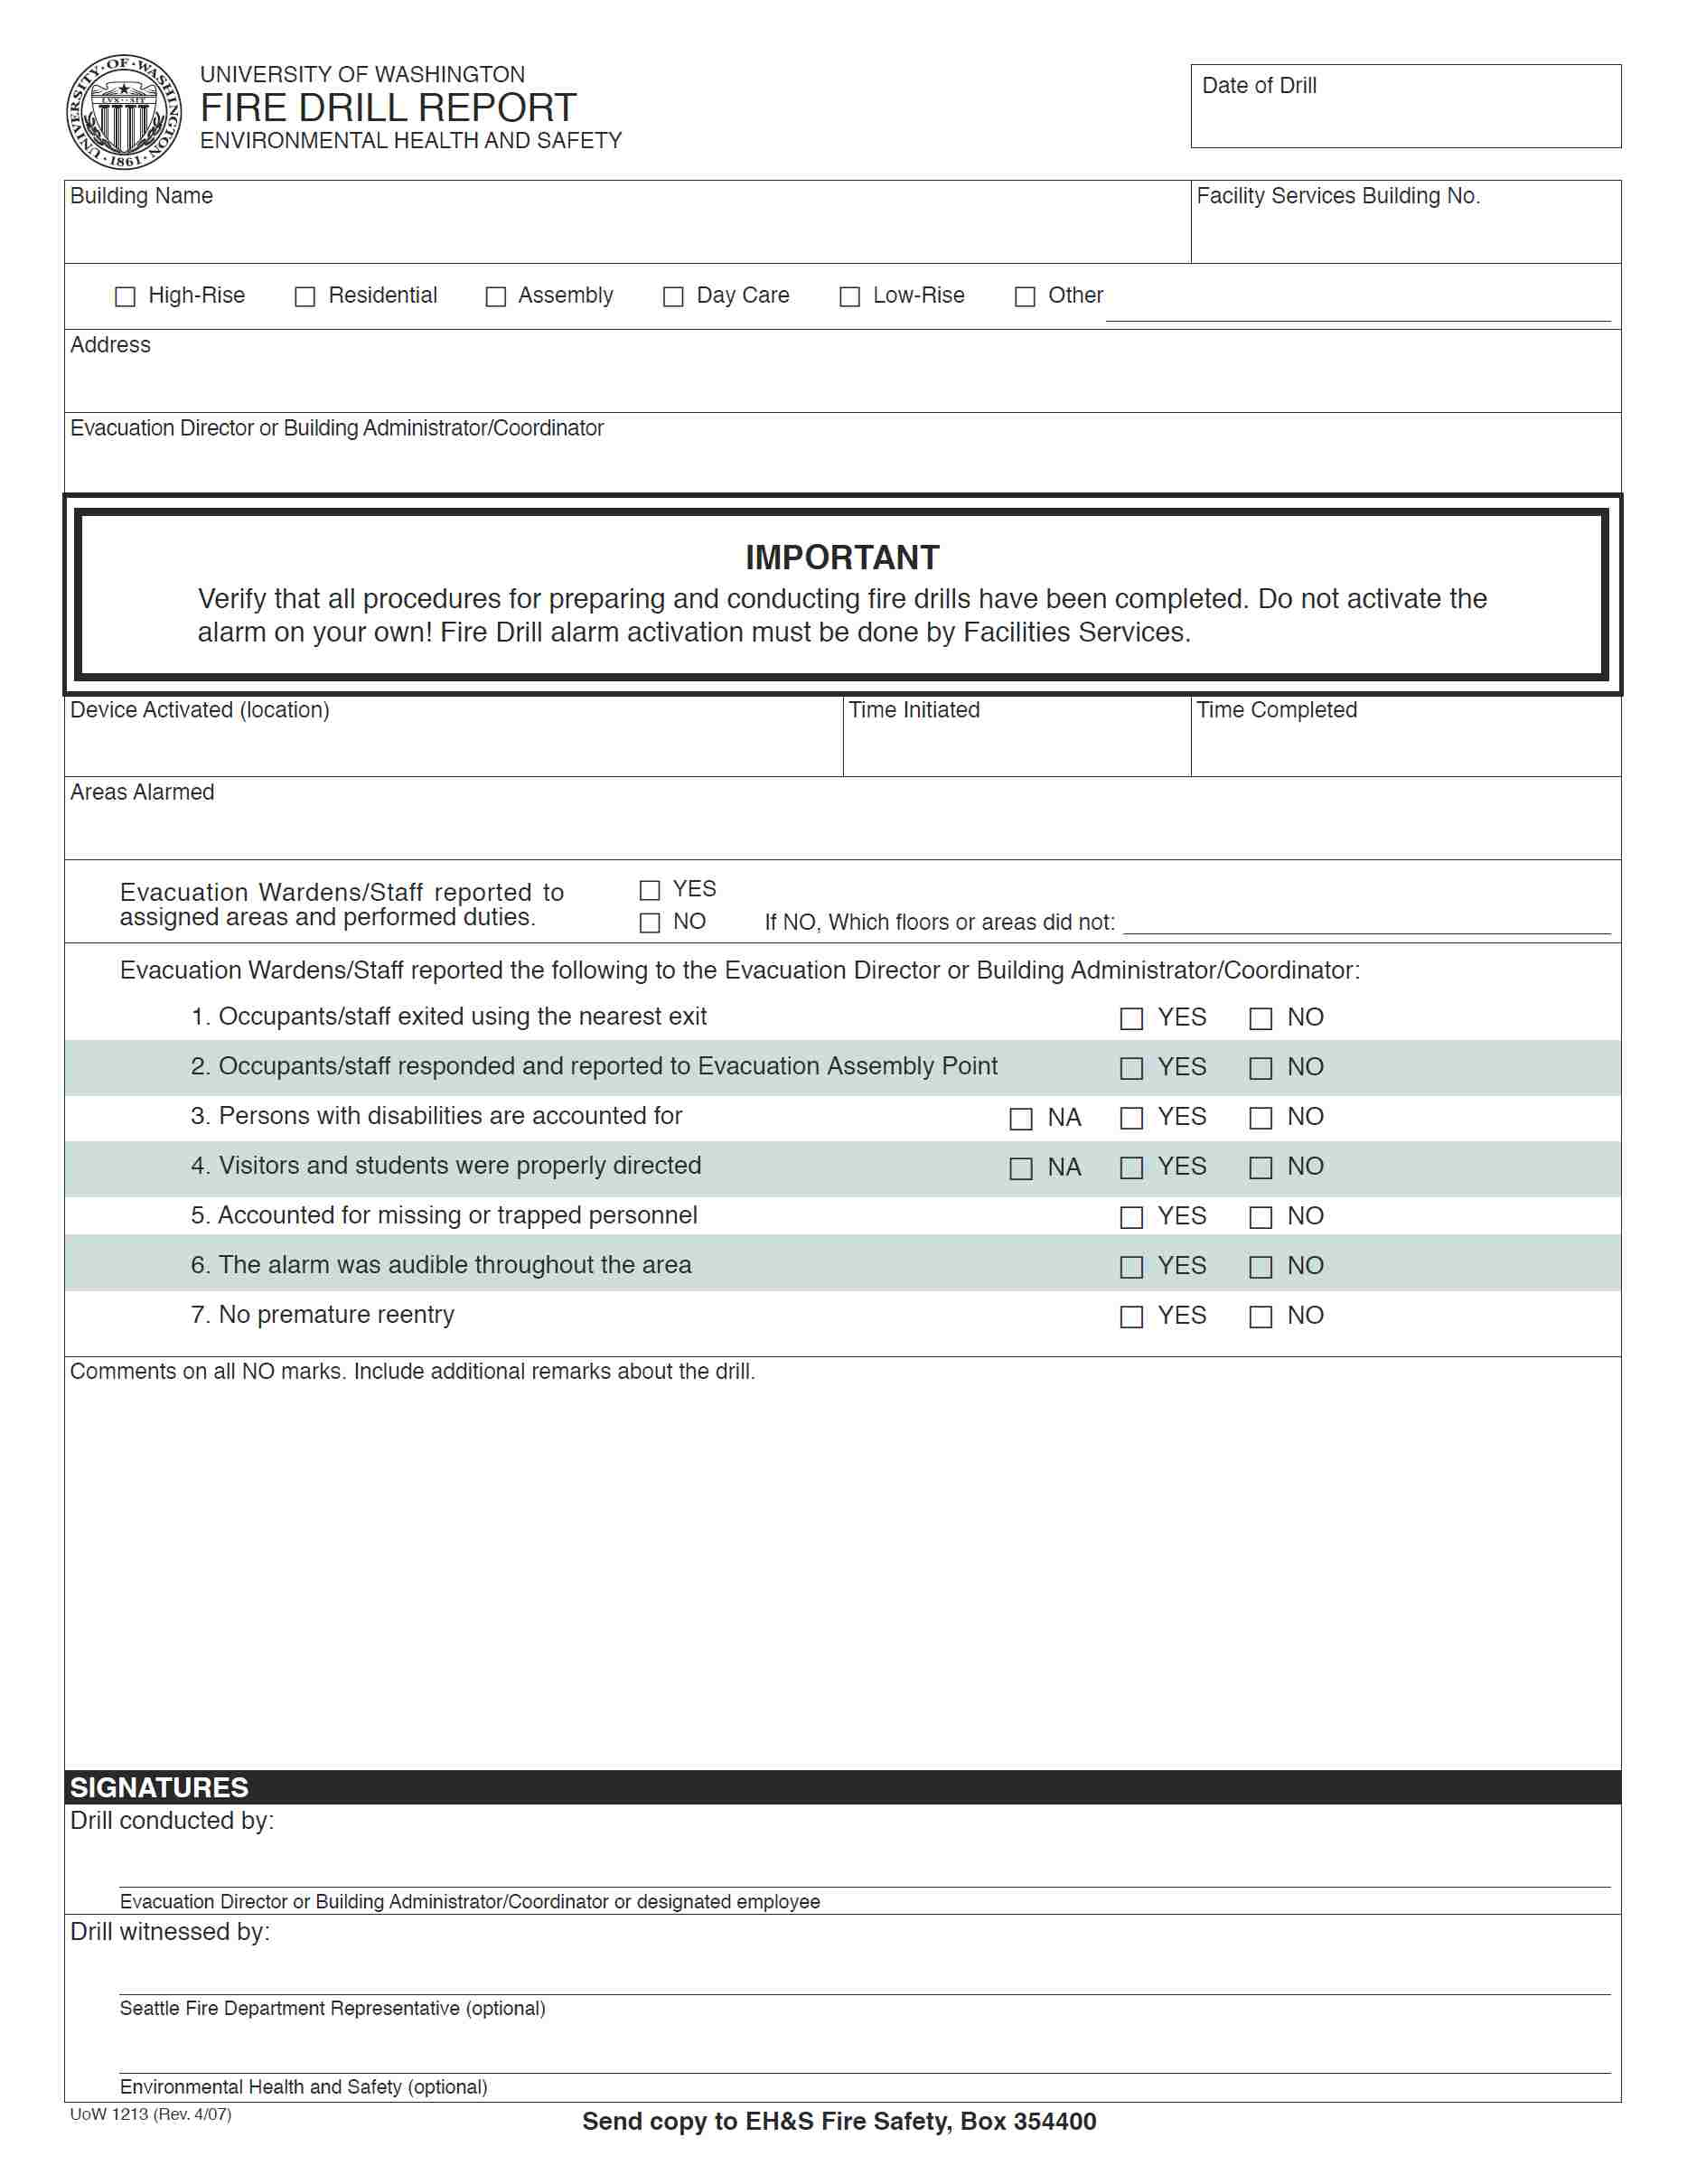 UNIVERSITY OF WASHINGTON
FIRE DRILL REPORT
ENVIRONMENTAL HEALTH AND SAFETY
UNIVERSITY·OF·WASHINGTON
LVX SIT
·1861·
Date of Drill
Building Name
Facility Services Building No.
High-Rise Residential Assembly Day Care Low-Rise Other
Address
Evacuation Director or Building Administrator/Coordinator
IMPORTANT
Verify that all procedures for preparing and conducting fire drills have been completed. Do not activate the
alarm on your own! Fire Drill alarm activation must be done by Facilities Services.
Device Activated (location)
Time Initiated
Time Completed
Areas Alarmed
Evacuation Wardens/Staff reported to
assigned areas and performed duties.
YES
NO If NO, Which floors or areas did not:
Evacuation Wardens/Staff reported the following to the Evacuation Director or Building Administrator/Coordinator:
1. Occupants/staff exited using the nearest exit YES NO
2. Occupants/staff responded and reported to Evacuation Assembly Point YES NO
3. Persons with disabilities are accounted for NA YES NO
4. Visitors and students were properly directed NA YES NO
5. Accounted for missing or trapped personnel YES NO
6. The alarm was audible throughout the area YES NO
7. No premature reentry YES NO
Comments on all NO marks. Include additional remarks about the drill.
SIGNATURES
Drill conducted by:
Evacuation Director or Building Administrator/Coordinator or designated employee
Drill witnessed by:
Seattle Fire Department Representative (optional)
Environmental Health and Safety (optional)
UoW 1213 (Rev. 4/07)
Send copy to EH&S Fire Safety, Box 354400